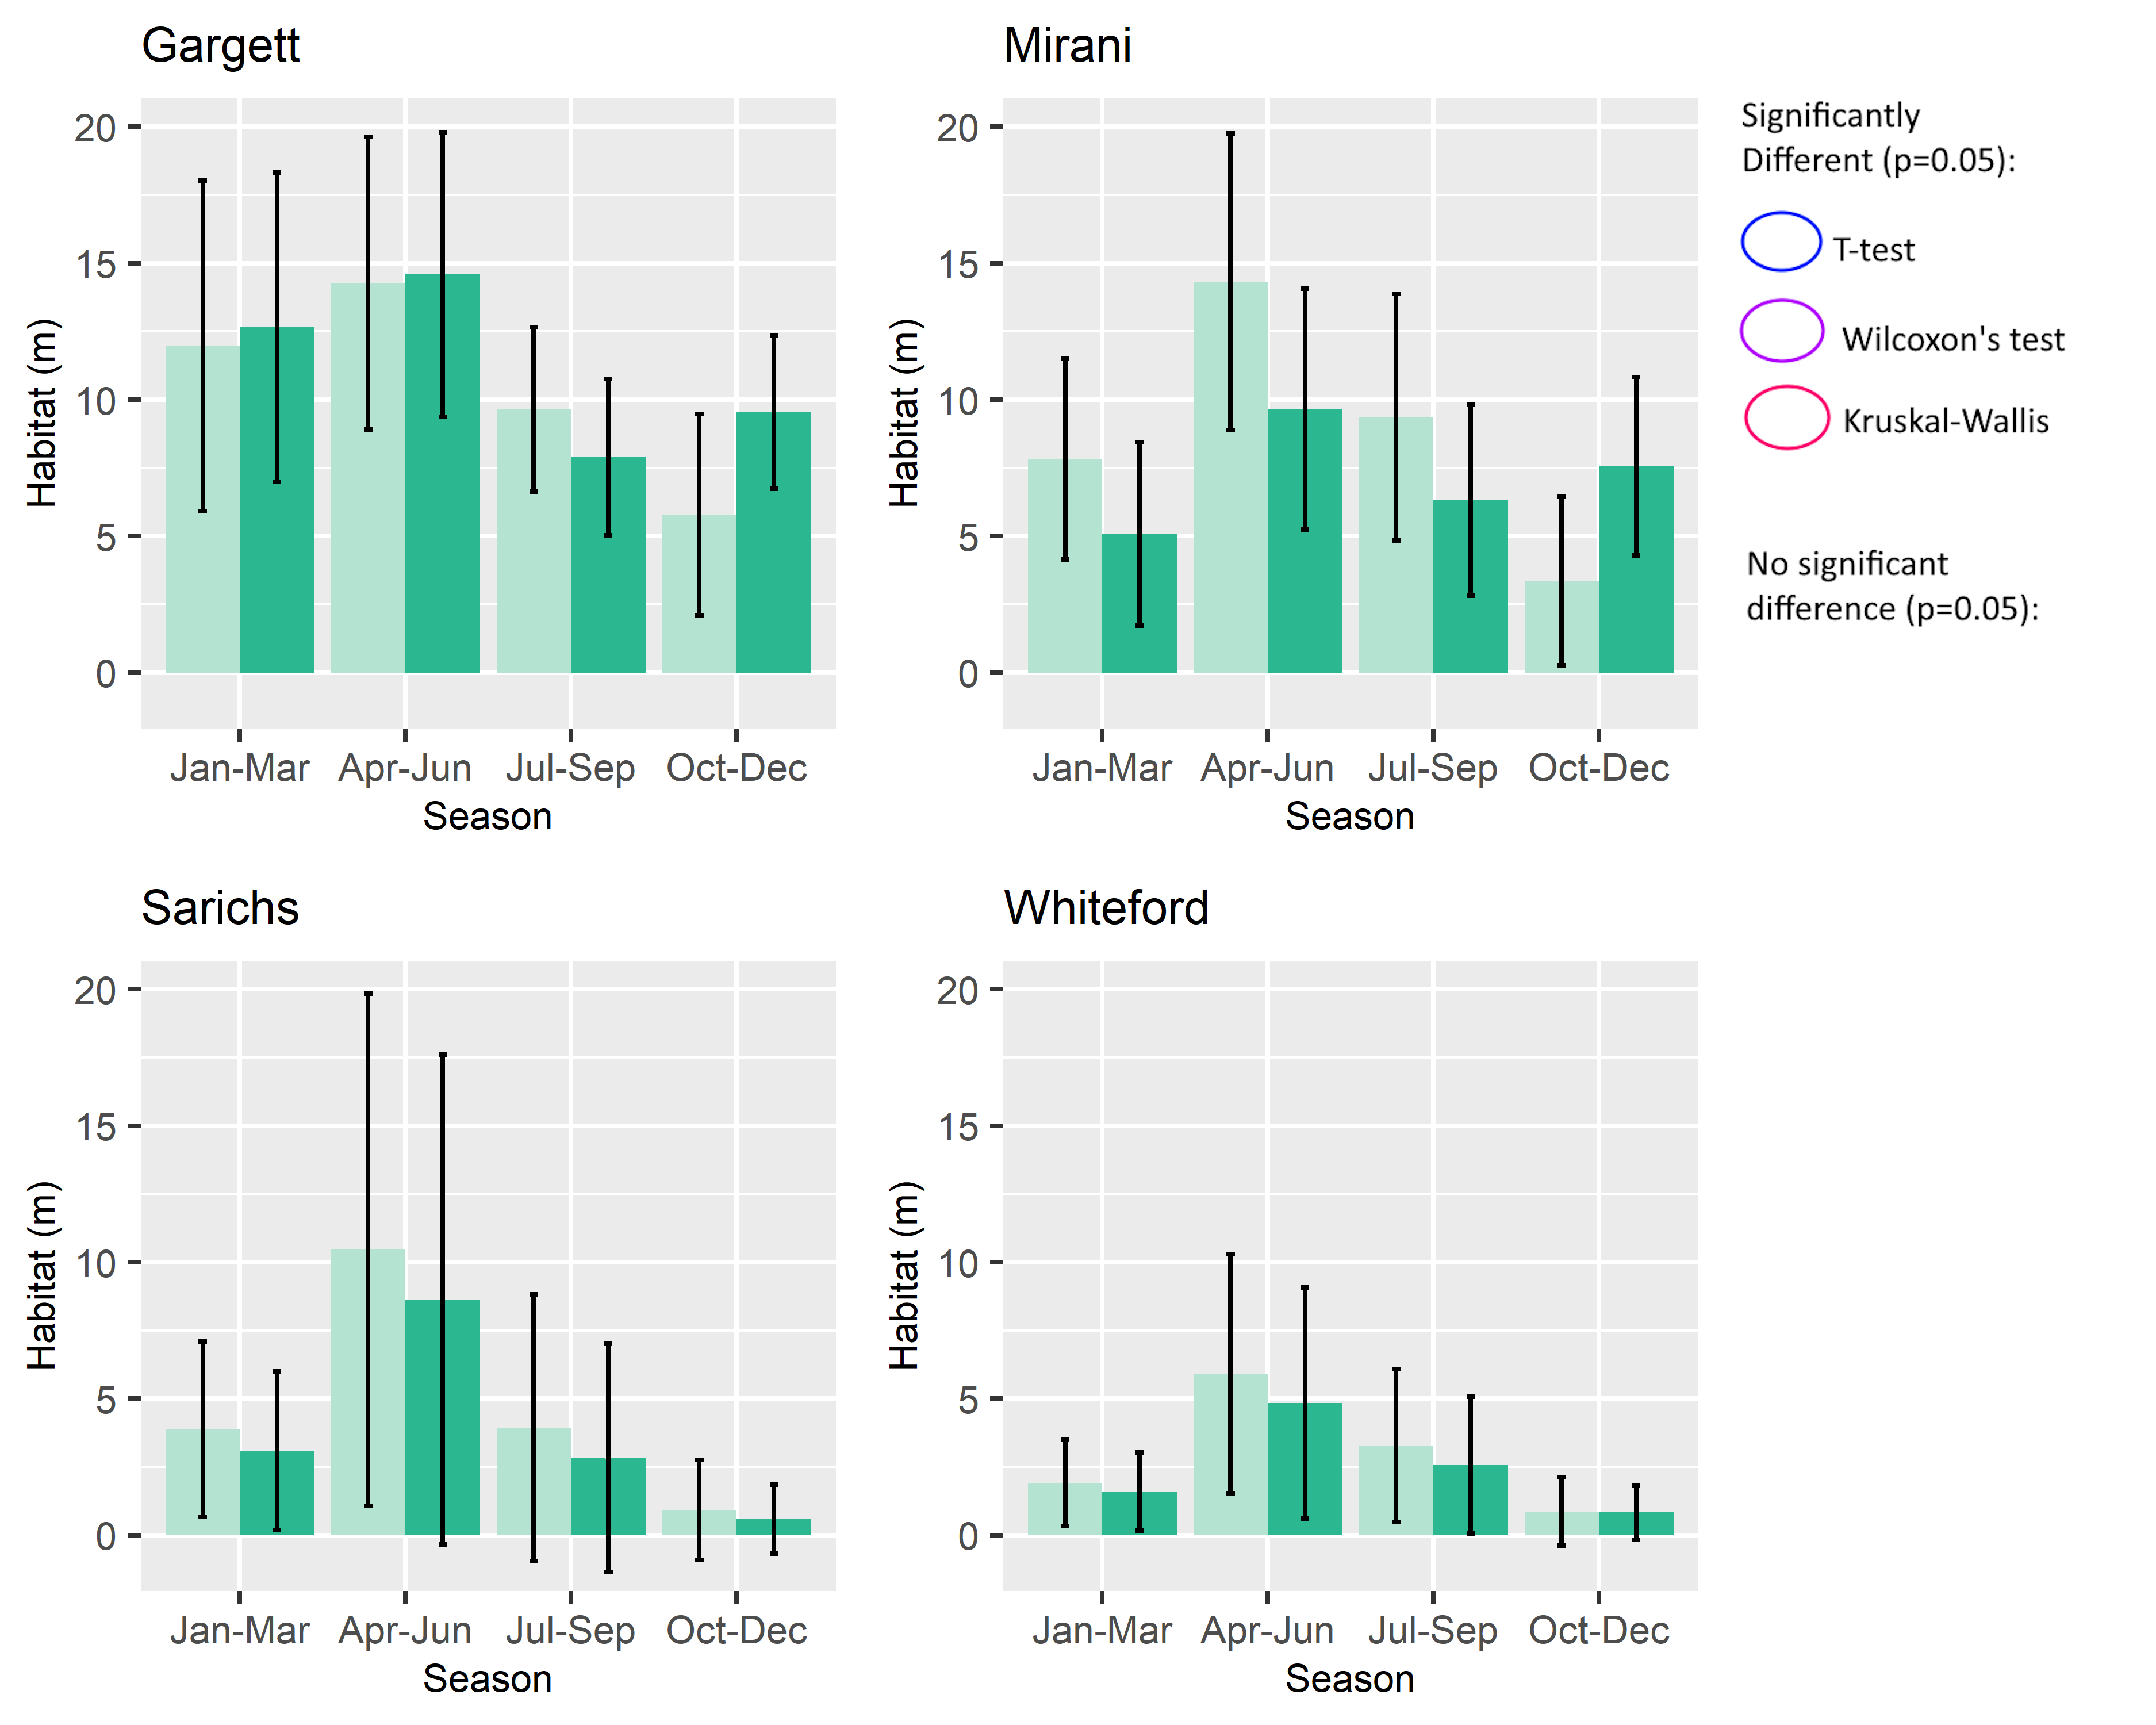 Gargett
20
15
10
5
0
Habitat (m)
Jan-Mar Apr-Jun Jul-Sep Oct-Dec
Season
Mirani
20
15
10
5
0
Habitat (m)
Jan-Mar Apr-Jun Jul-Sep Oct-Dec
Season
Significantly
Different (p=0.05):
T-test
Wilcoxon's test
Kruskal-Wallis
No significant
difference (p=0.05):
Sarichs
20
15
10
5
0
Habitat (m)
Jan-Mar Apr-Jun Jul-Sep Oct-Dec
Season
Whiteford
20
15
10
5
0
Habitat (m)
Jan-Mar Apr-Jun Jul-Sep Oct-Dec
Season